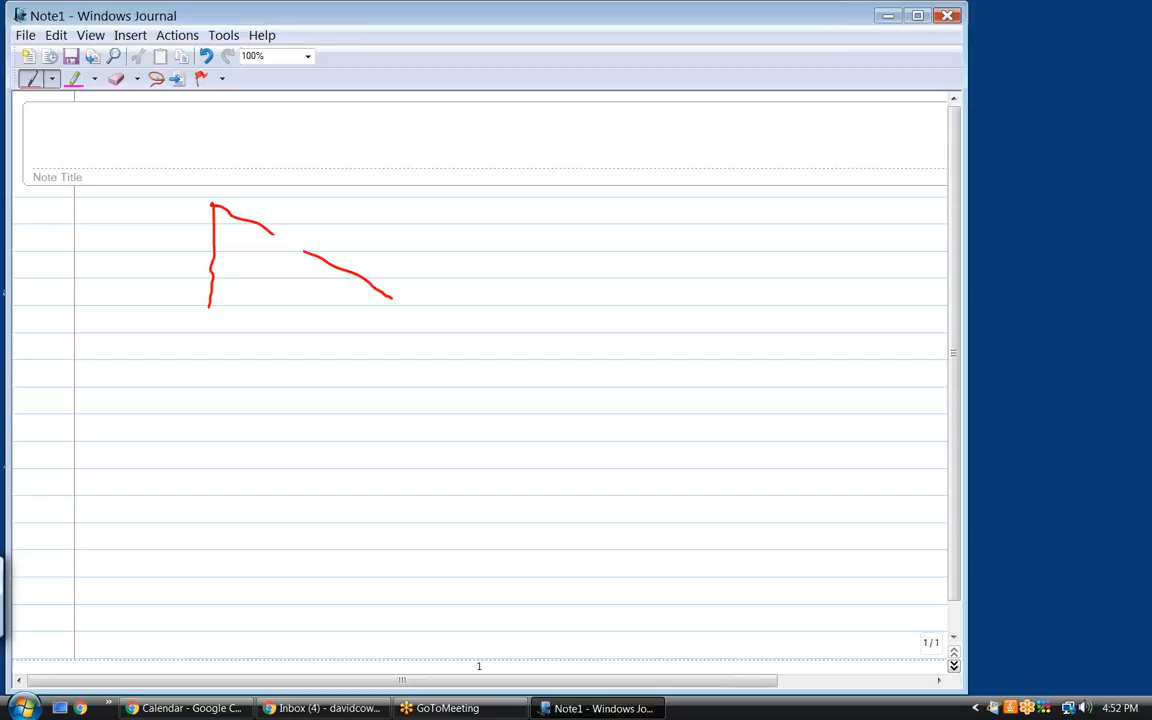 Note1 - Windows Journal
File Edit View Insert Actions Tools Help
100%
Note Title
1 / 1
1
Calendar - Google C... Inbox (4) - davidcow... GoToMeeting Note1 - Windows Jo... 4:52 PM